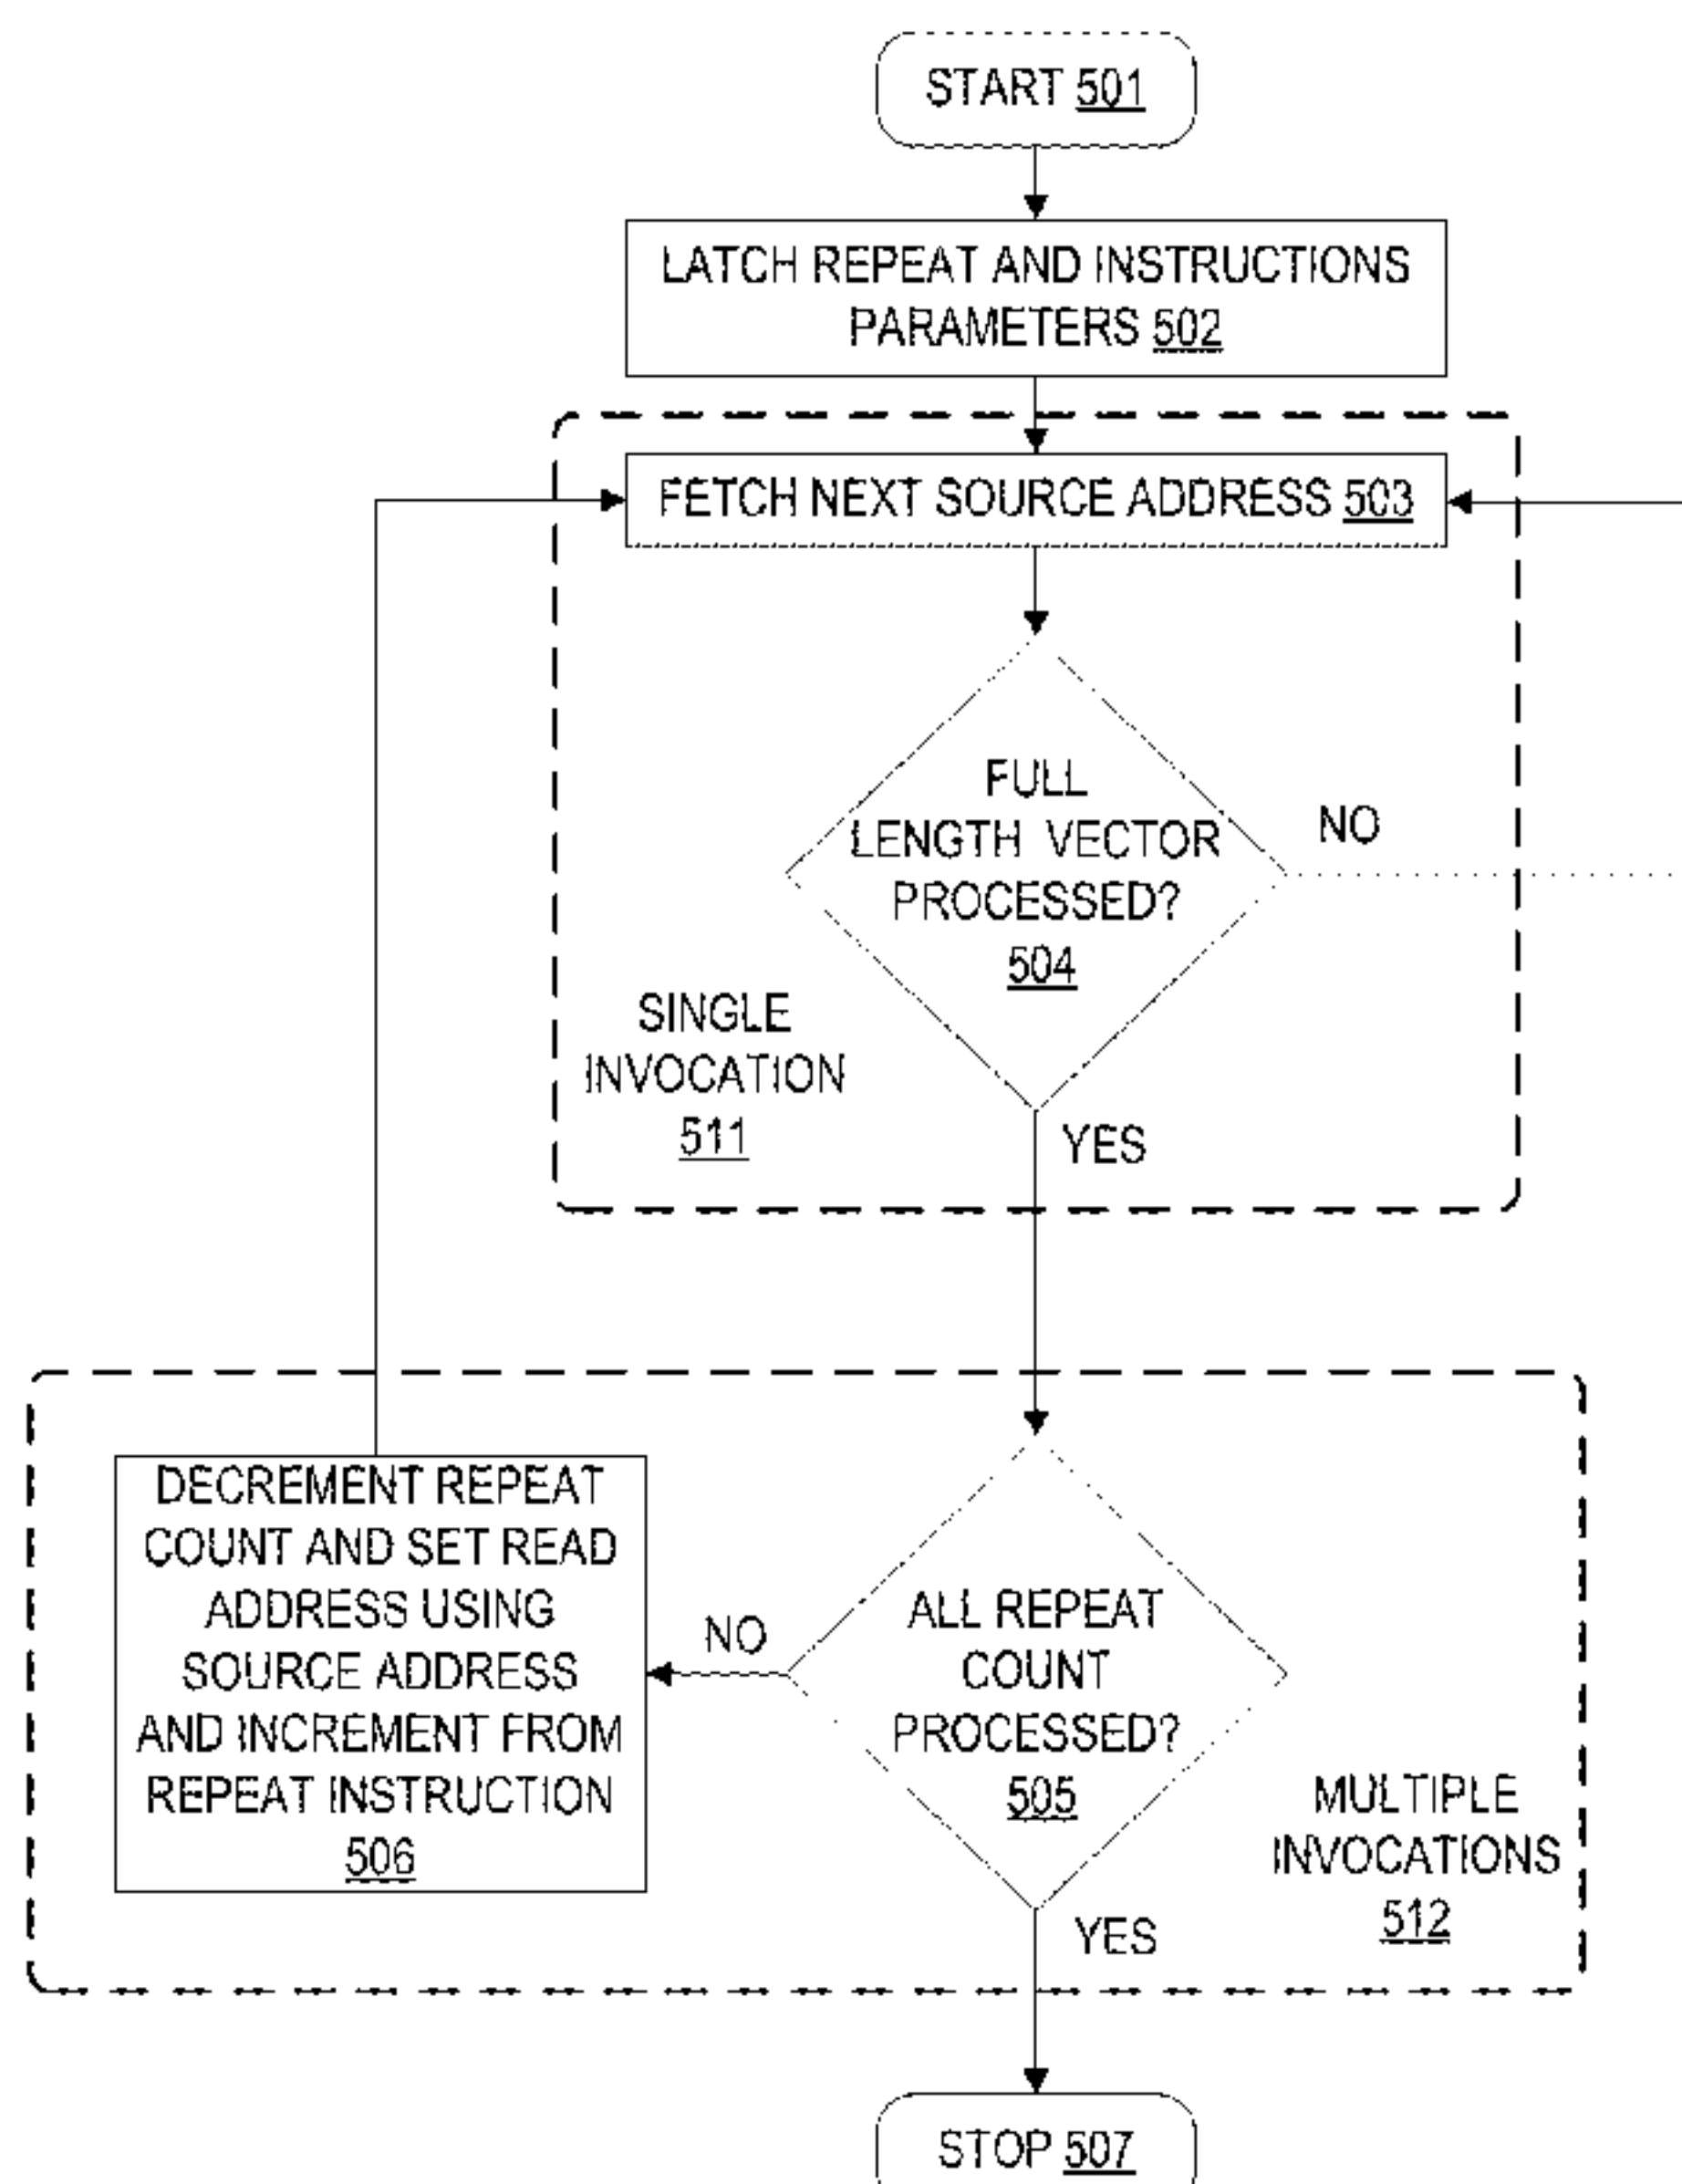 START 501
LATCH REPEAT AND INSTRUCTIONS
PARAMETERS 502
FETCH NEXT SOURCE ADDRESS 503
FULL
LENGTH VECTOR
PROCESSED?
504
NO
SINGLE
INVOCATION
511
YES
DECREMENT REPEAT
COUNT AND SET READ
ADDRESS USING
SOURCE ADDRESS
AND INCREMENT FROM
REPEAT INSTRUCTION
506
NO
ALL REPEAT
COUNT
PROCESSED?
505
MULTIPLE
INVOCATIONS
512
YES
STOP 507